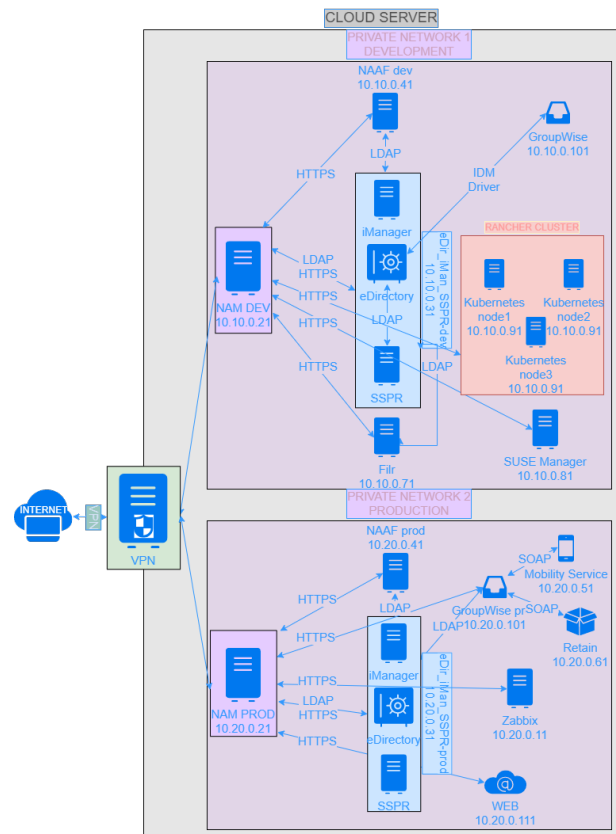 CLOUD SERVER
PRIVATE NETWORK 1
DEVELOPMENT
NAAF dev
10.10.0.41
GroupWise
10.10.0.101
LDAP
HTTPS
IDM
Driver
iManager
RANCHER CLUSTER
LDAP
HTTPS
eDirectory
eDir_iMan_SSPR-dev
10.10.0.31
NAM DEV
10.10.0.21
HTTPS
Kubernetes
node1
10.10.0.91
Kubernetes
node2
10.10.0.91
HTTPS
LDAP
Kubernetes
node3
10.10.0.91
LDAP
HTTPS
SSPR
Filr
10.10.0.71
SUSE Manager
10.10.0.81
INTERNET
VPN
VPN
PRIVATE NETWORK 2
PRODUCTION
NAAF prod
10.20.0.41
SOAP
Mobility Service
10.20.0.51
HTTPS
LDAP
GroupWise pr
10.20.0.101
SOAP
LDAP
HTTPS
Retain
10.20.0.61
iManager
eDir_iMan_SSPR-prod
10.20.0.31
HTTPS
NAM PROD
10.20.0.21
LDAP
HTTPS
eDirectory
Zabbix
10.20.0.11
HTTPS
SSPR
WEB
10.20.0.111